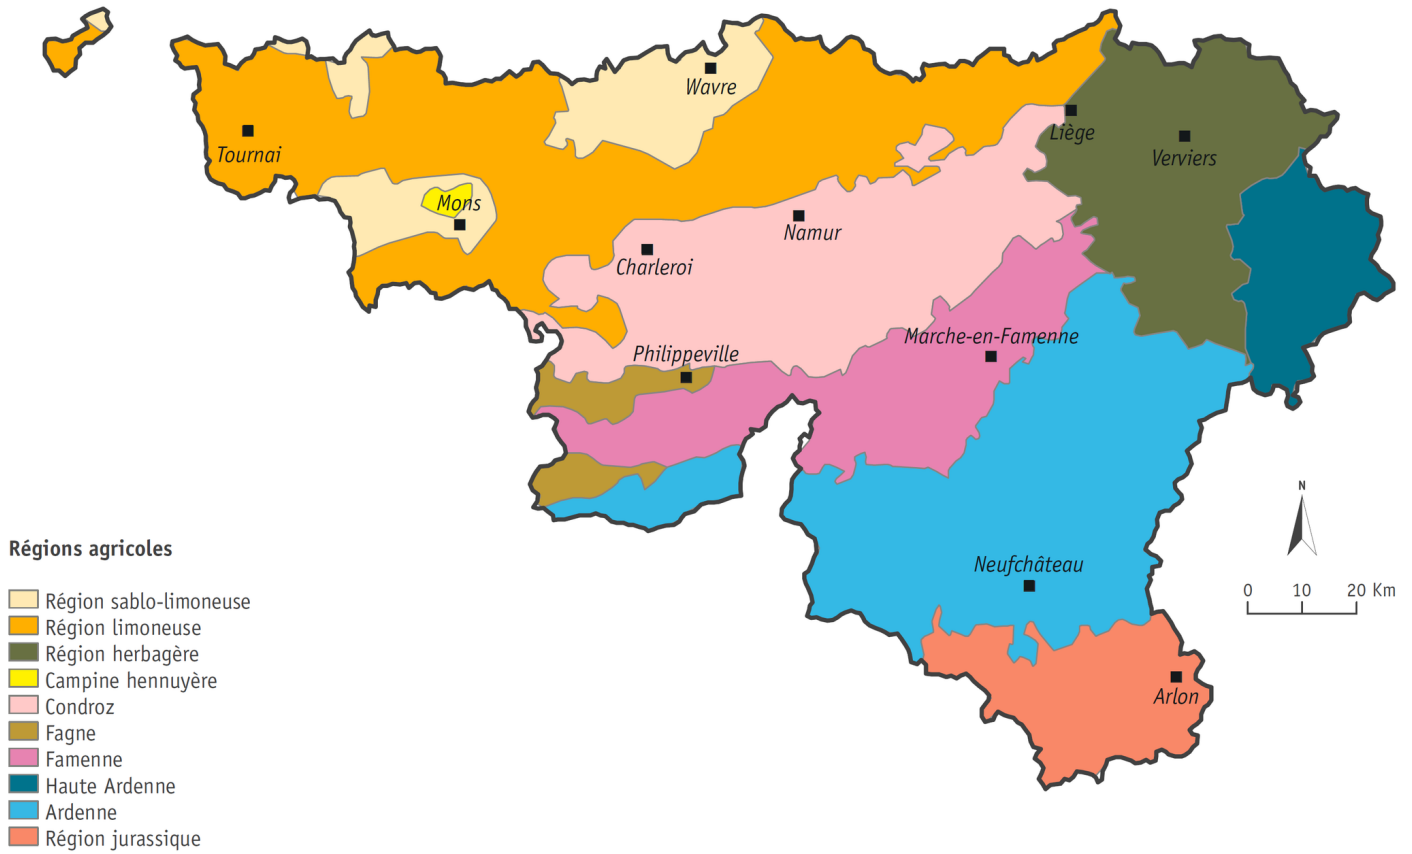 Wavre
Tournai
Liège
Verviers
Mons
Namur
Charleroi
Marche-en-Famenne
Philippeville
N
Neufchâteau
0 10 20 Km
Arlon
Régions agricoles
Région sablo-limoneuse
Région limoneuse
Région herbagère
Campine hennuyère
Condroz
Fagne
Famenne
Haute Ardenne
Ardenne
Région jurassique